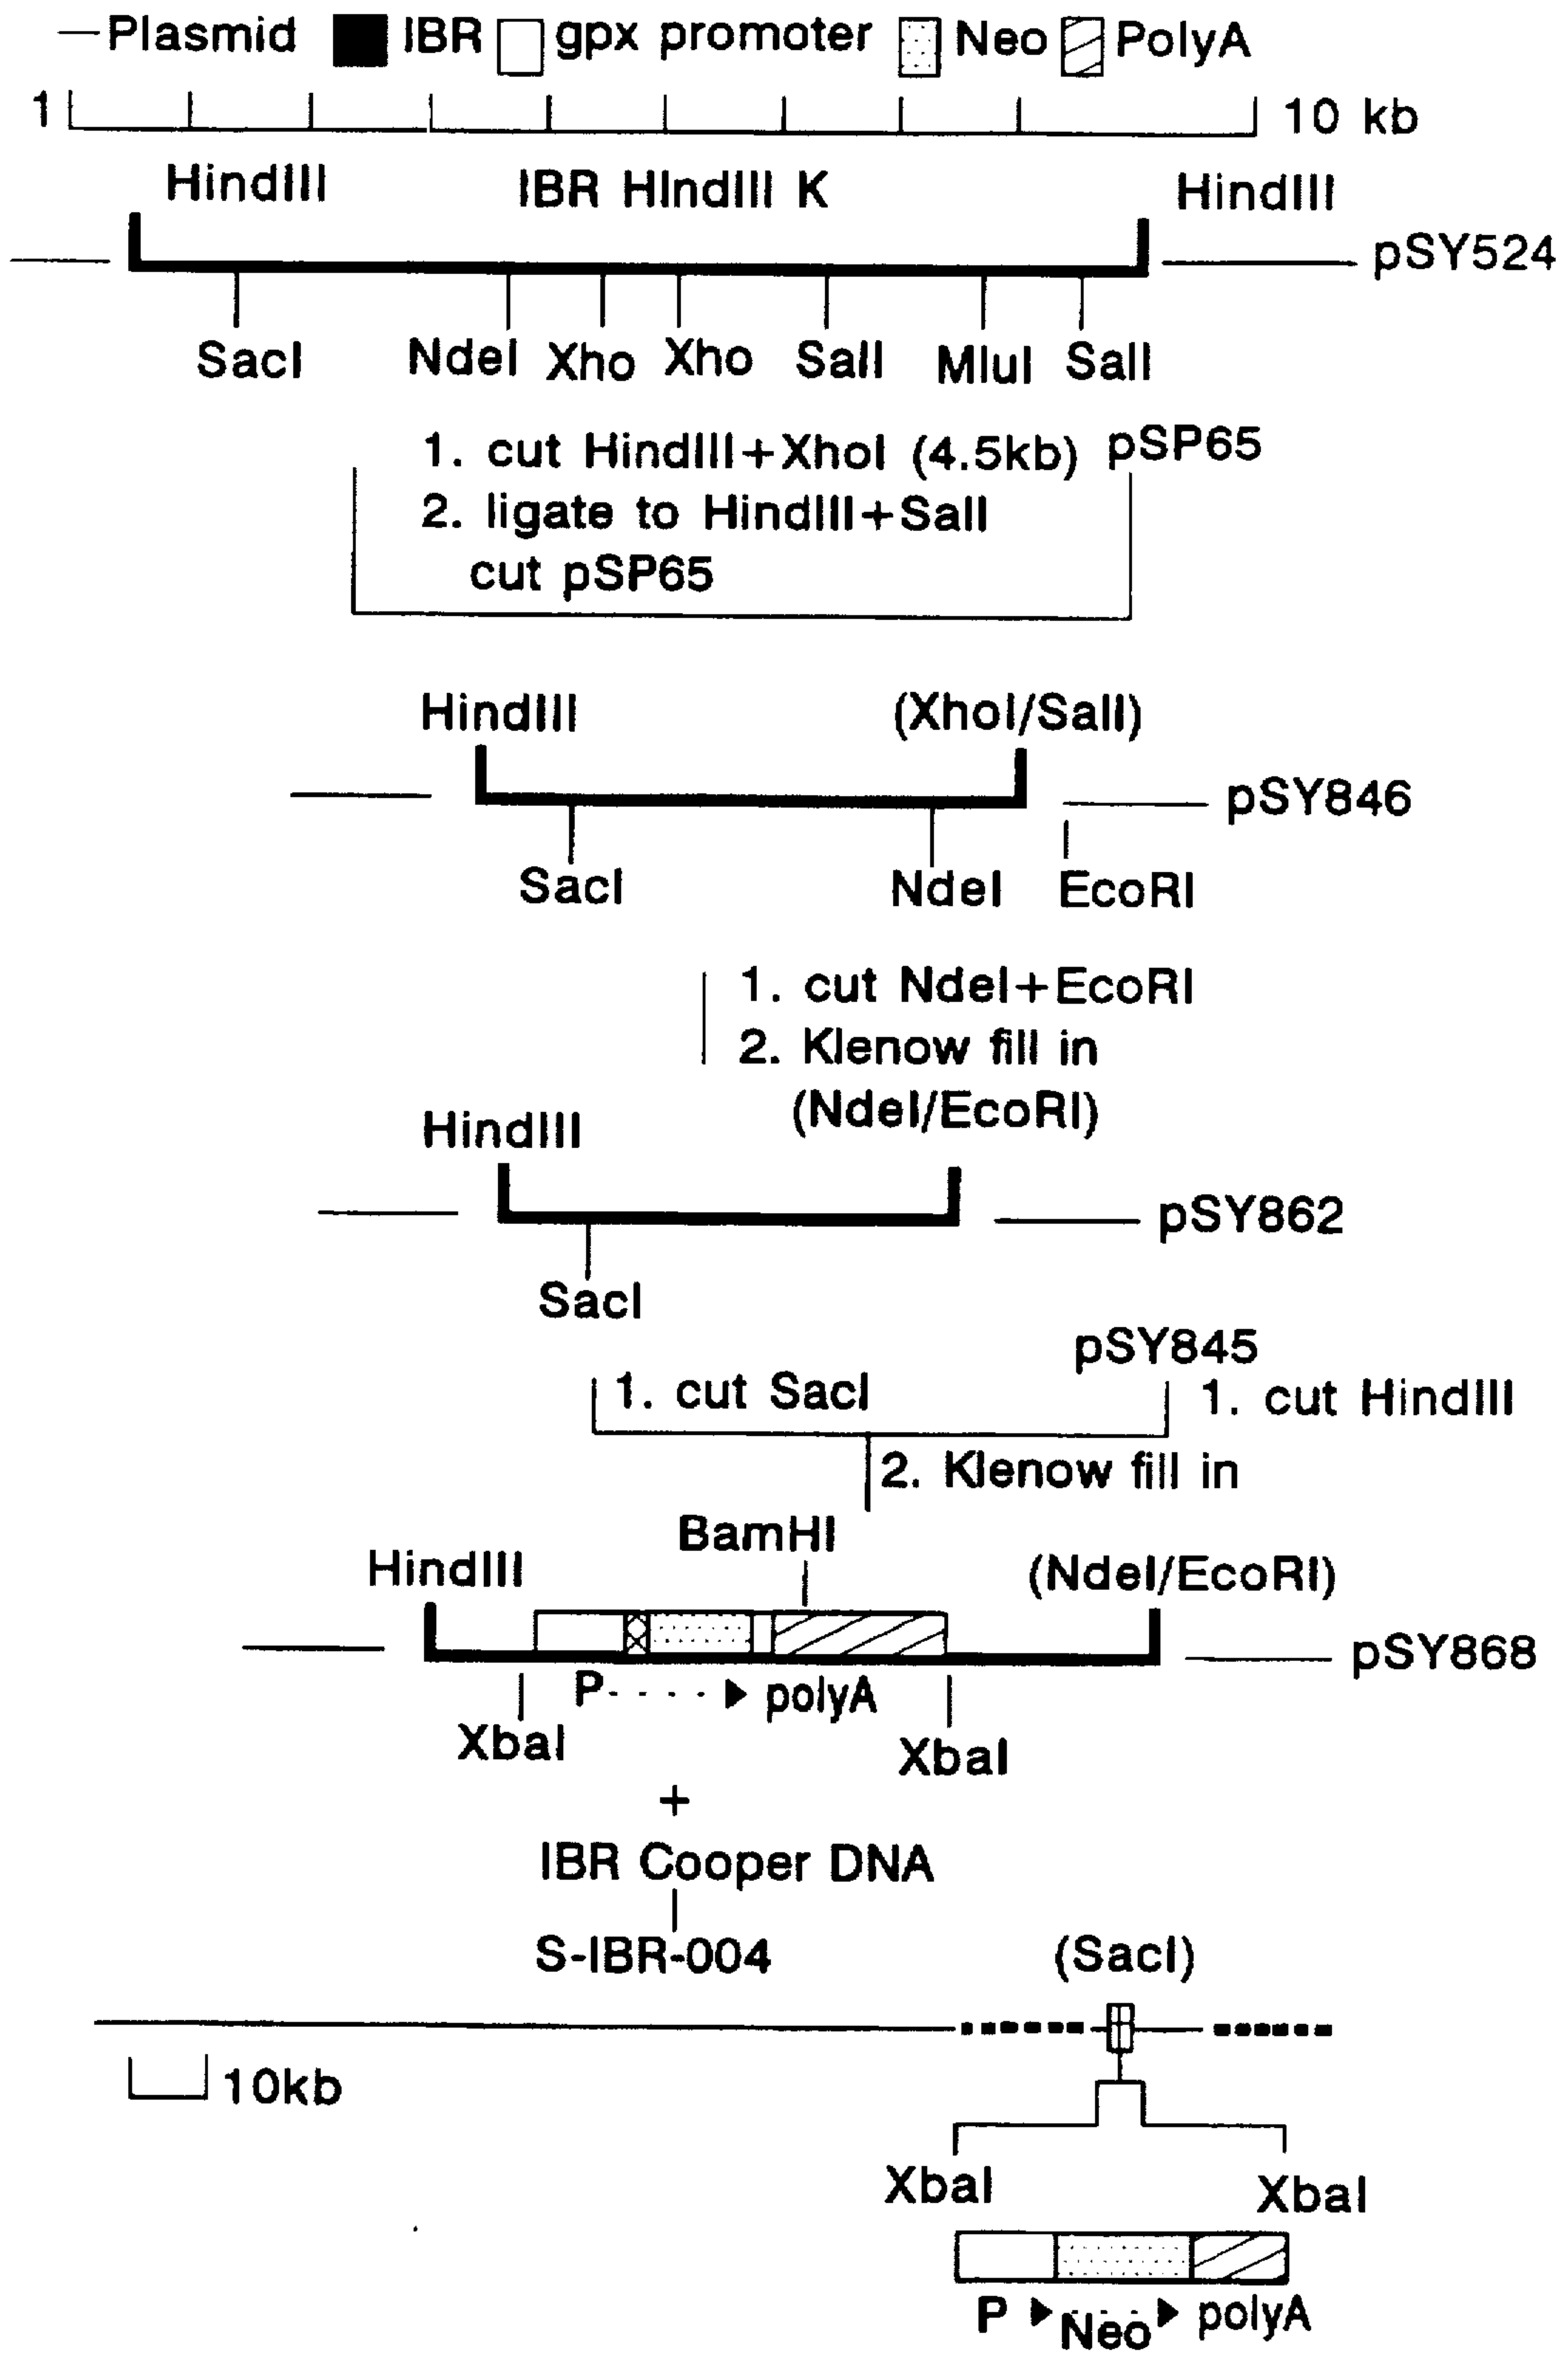 Plasmid IBR gpx promoter Neo PolyA
1 10 kb
HindIII IBR HIndIII K HindIII
pSY524
SacI NdeI Xho Xho SalI MluI SalI
1. cut HindIII+XhoI (4.5kb) pSP65
2. ligate to HindIII+SalI
cut pSP65
HindIII (XhoI/SalI)
pSY846
SacI NdeI EcoRI
1. cut NdeI+EcoRI
2. Klenow fill in
(NdeI/EcoRI)
HindIII
pSY862
SacI
pSY845
1. cut SacI 1. cut HindIII
2. Klenow fill in
BamHI
HindIII (NdeI/EcoRI)
pSY868
P polyA
XbaI XbaI
+
IBR Cooper DNA
S-IBR-004 (SacI)
10kb
XbaI XbaI
P Neo polyA